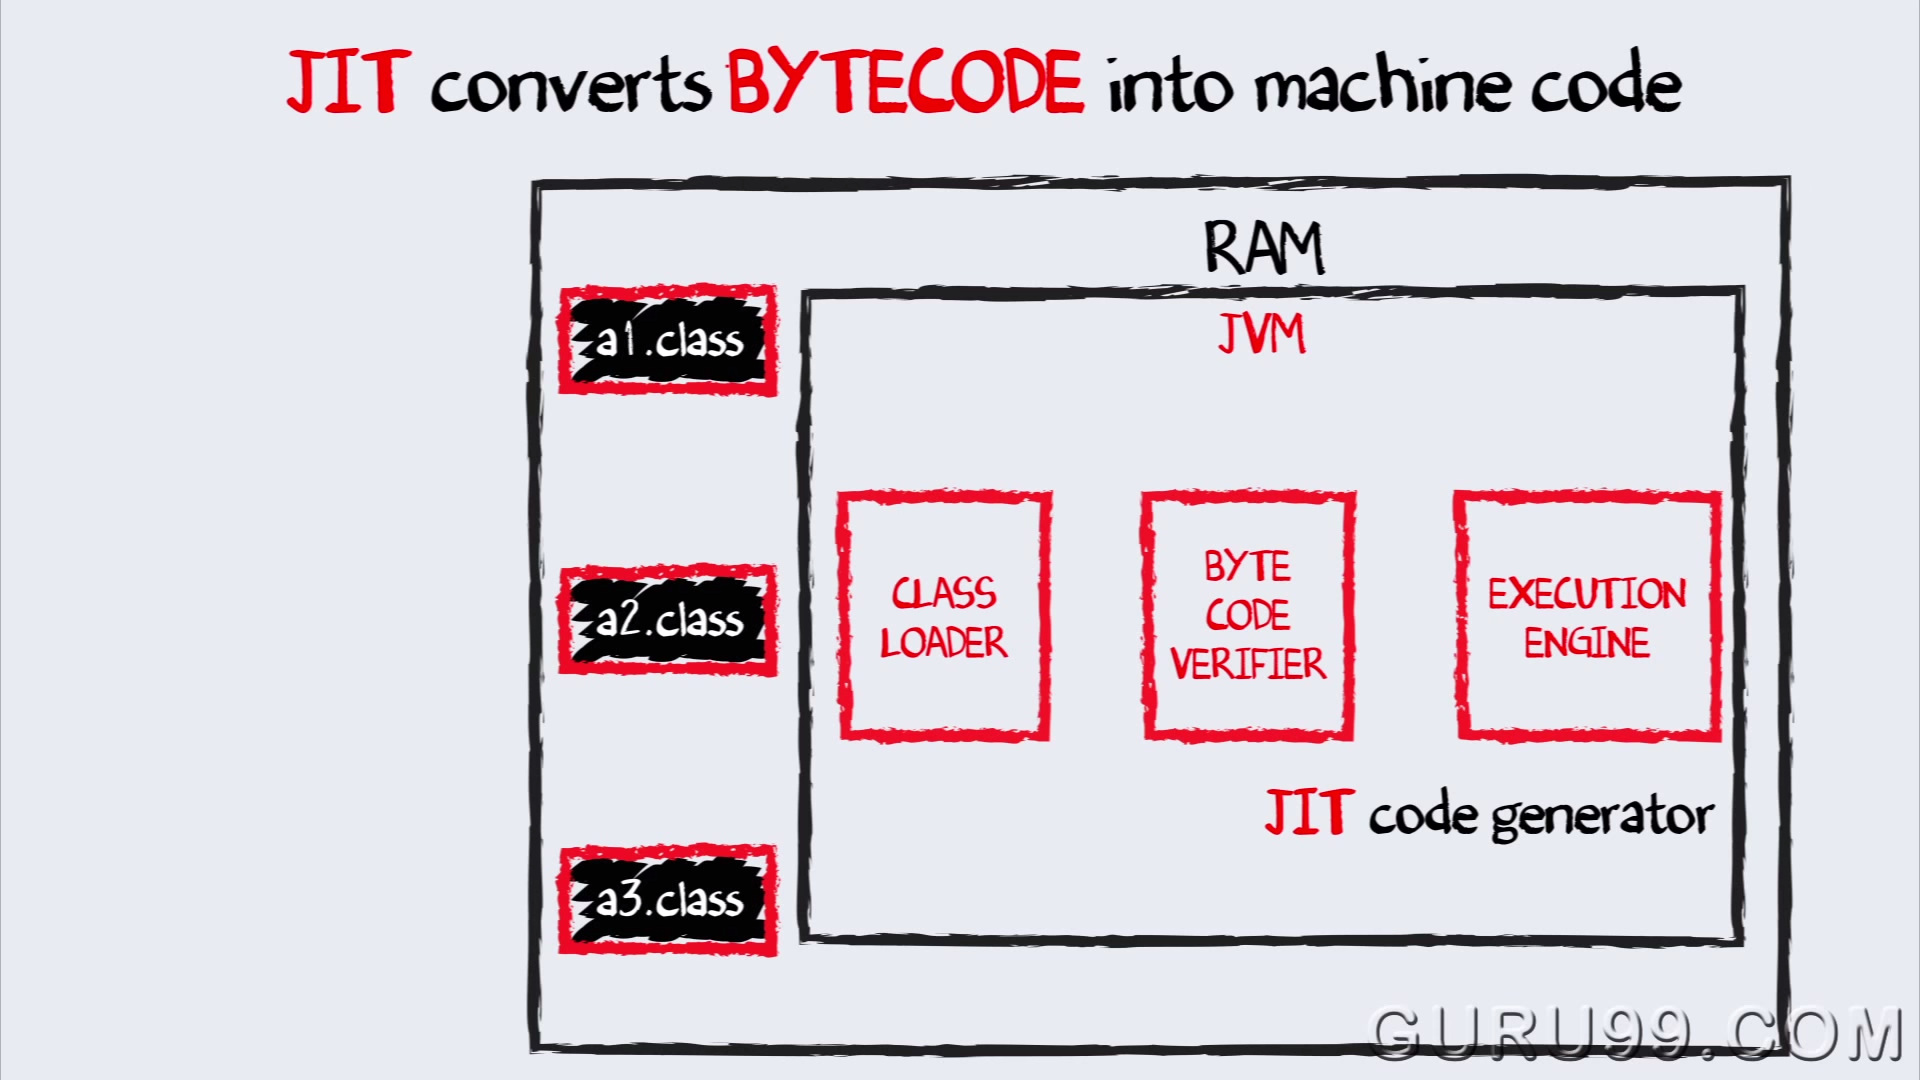 JIT converts BYTECODE into machine code
RAM
JVM
a1.class
a2.class
a3.class
CLASS
LOADER
BYTE
CODE
VERIFIER
EXECUTION
ENGINE
JIT code generator
GURU99.COM